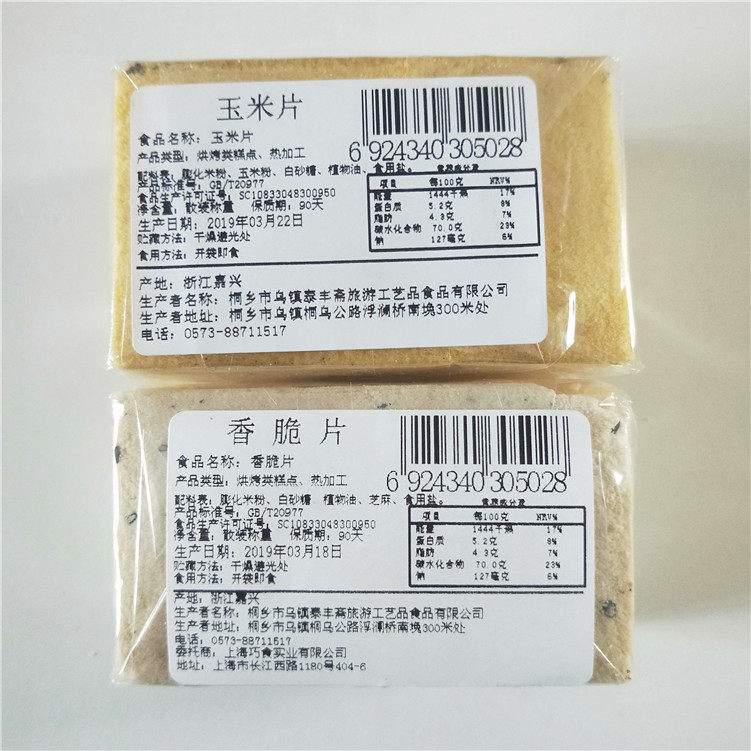 玉米片
食品名称：玉米片
产品类型：烘烤类糕点、热加工
配料表：膨化米粉、玉米粉、白砂糖、植物油、食用盐。
产品标准号：GB/T20977
食品生产许可证号：SC10833048300950
净含量：散装称量 保质期：90天
生产日期：2019年03月22日
贮藏方法：干燥避光处
食用方法：开袋即食
6 924340 305028
营养成分表
项目 每100克 NRV%
能量 1444千焦 17%
蛋白质 5.2克 9%
脂肪 4.3克 7%
碳水化合物 70.0克 23%
钠 127毫克 6%
产地：浙江嘉兴
生产者名称：桐乡市乌镇泰丰斋旅游工艺品食品有限公司
生产者地址：桐乡市乌镇桐乌公路浮澜桥南堍300米处
电话：0573-88711517
香脆片
食品名称：香脆片
产品类型：烘烤类糕点、热加工
配料表：膨化米粉、白砂糖 植物油、芝麻、食用盐。
产品标准号：GB/T20977
食品生产许可证号：SC10833048300950
净含量：散装称量 保质期：90天
生产日期：2019年03月18日
贮藏方法：干燥避光处
食用方法：开袋即食
6 924340 305028
营养成分表
项目 每100克 NRV%
能量 1444千焦 17%
蛋白质 5.2克 9%
脂肪 4.3克 7%
碳水化合物 70.0克 23%
钠 127毫克 6%
产地：浙江嘉兴
生产者名称：桐乡市乌镇泰丰斋旅游工艺品食品有限公司
生产者地址：桐乡市乌镇桐乌公路浮澜桥南堍300米处
电话：0573-88711517
委托商：上海巧食实业有限公司
地址：上海市长江西路1180号404-6